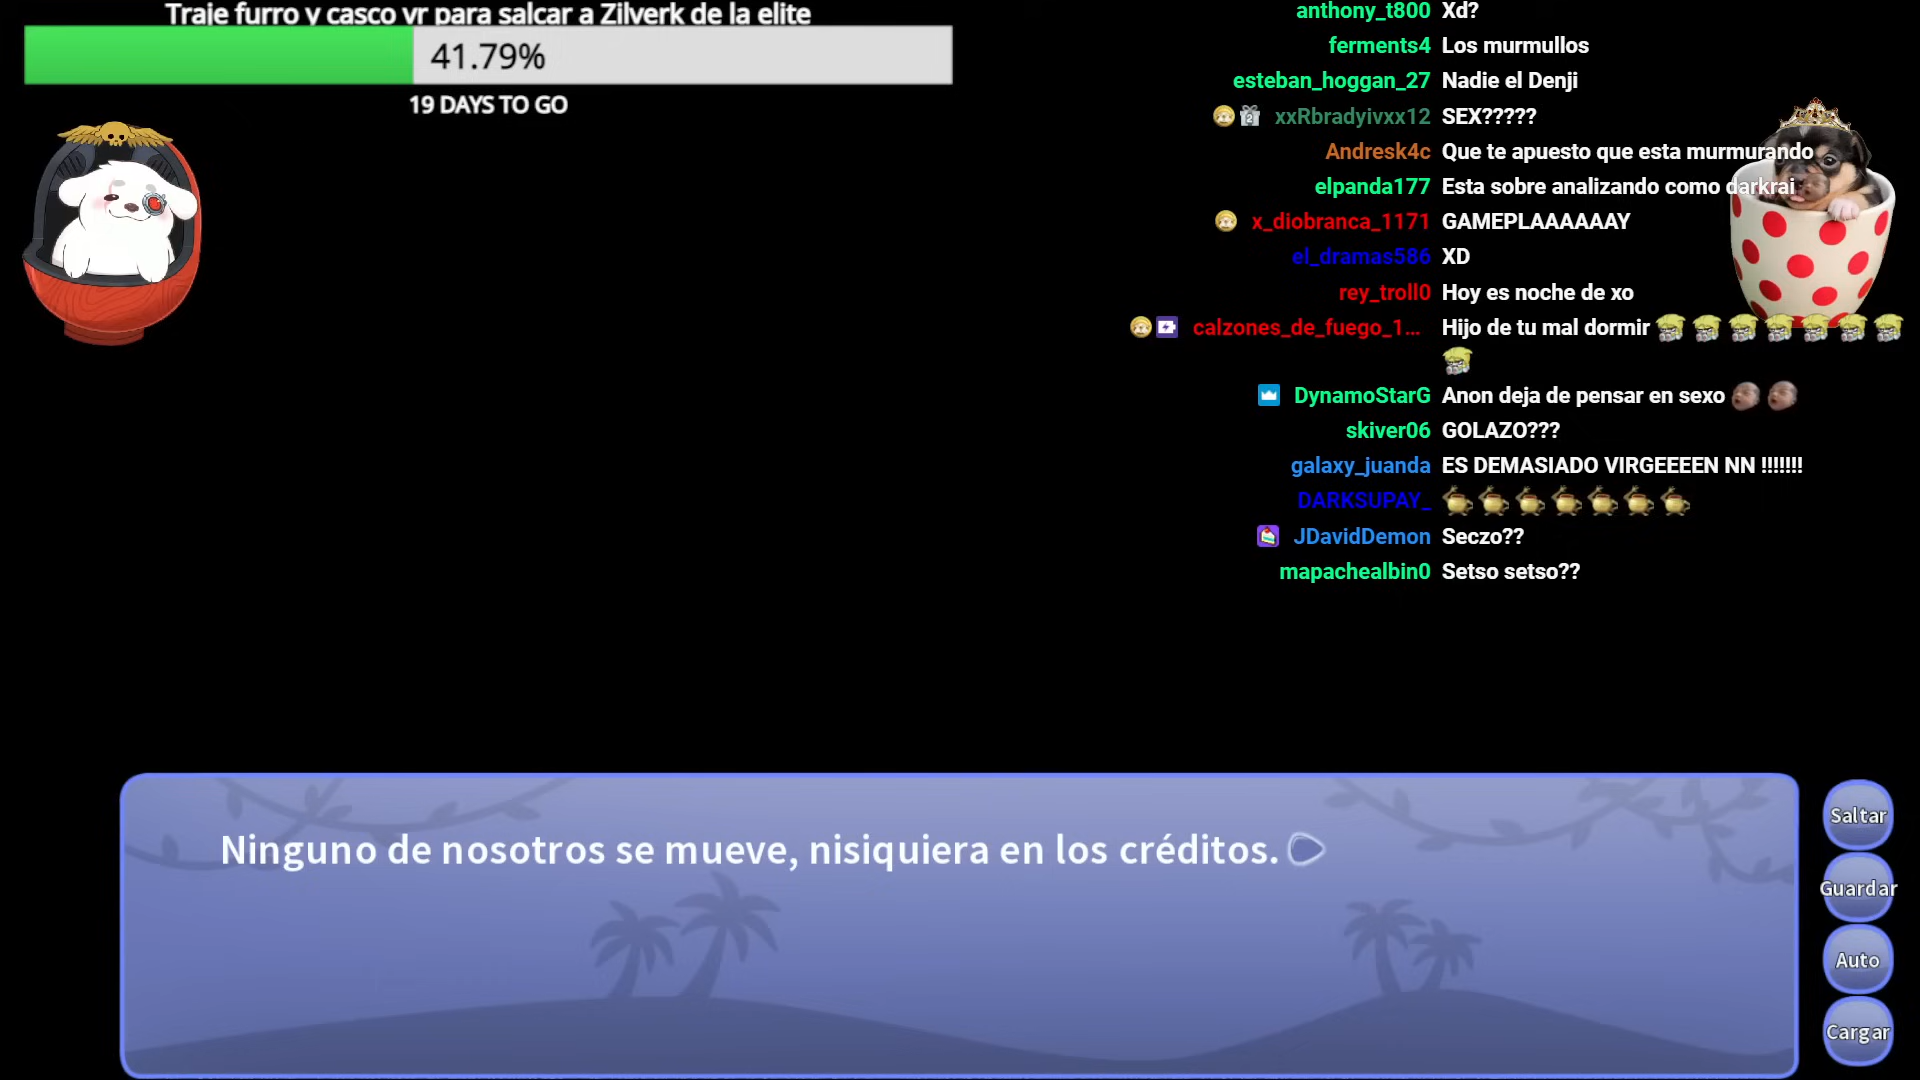 Traje furro y casco vr para salcar a Zilverk de la elite
41.79%
19 DAYS TO GO
anthony_t800 Xd?
ferments4 Los murmullos
esteban_hoggan_27 Nadie el Denji
xxRbradyivxx12 SEX?????
Andresk4c Que te apuesto que esta murmurando
elpanda177 Esta sobre analizando como darkrai
x_diobranca_1171 GAMEPLAAAAAAY
el_dramas586 XD
rey_troll0 Hoy es noche de xo
calzones_de_fuego_1... Hijo de tu mal dormir
DynamoStarG Anon deja de pensar en sexo
skiver06 GOLAZO???
galaxy_juanda ES DEMASIADO VIRGEEEEN NN !!!!!!!
DARKSUPAY_
JDavidDemon Seczo??
mapachealbin0 Setso setso??
Ninguno de nosotros se mueve, nisiquiera en los créditos.
Saltar
Guardar
Auto
Cargar